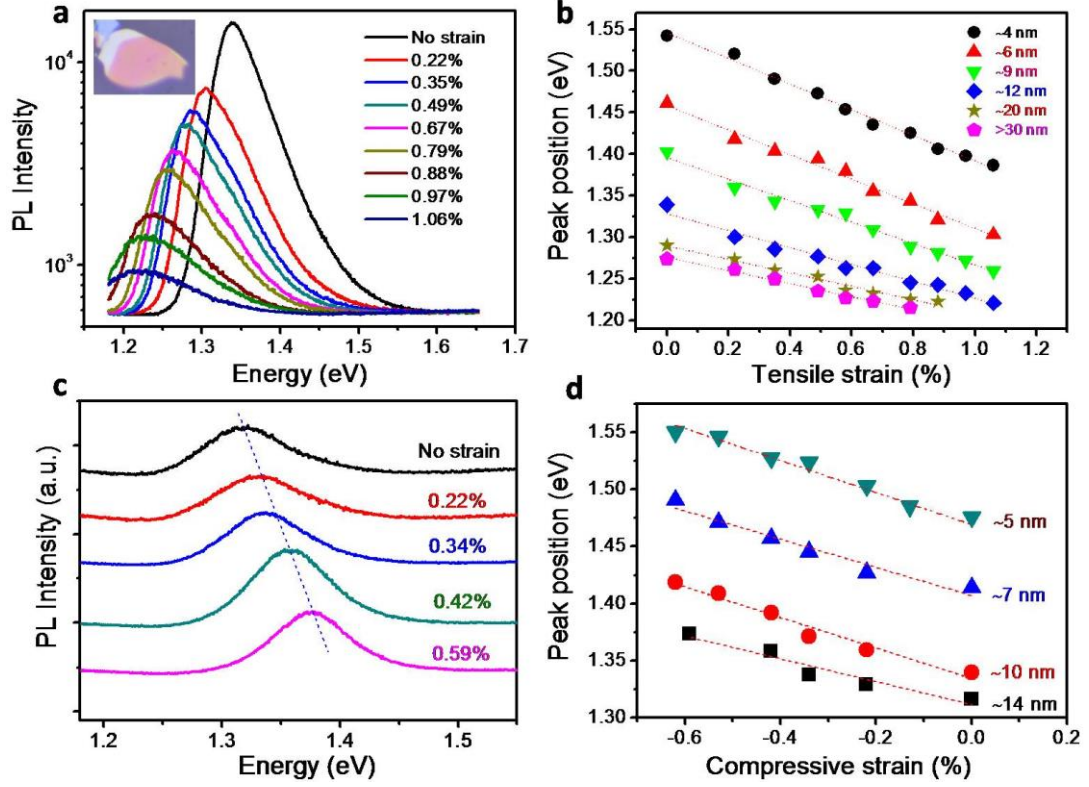 a
No strain
0.22%
0.35%
0.49%
0.67%
0.79%
0.88%
0.97%
1.06%
10^4
10^3
PL Intensity
1.2 1.3 1.4 1.5 1.6 1.7
Energy (eV)
b
~4 nm
~6 nm
~9 nm
~12 nm
~20 nm
>30 nm
1.55
1.50
1.45
1.40
1.35
1.30
1.25
1.20
Peak position (eV)
0.0 0.2 0.4 0.6 0.8 1.0 1.2
Tensile strain (%)
c
No strain
0.22%
0.34%
0.42%
0.59%
PL Intensity (a.u.)
1.2 1.3 1.4 1.5
Energy (eV)
d
1.55
1.50
1.45
1.40
1.35
1.30
Peak position (eV)
~5 nm
~7 nm
~10 nm
~14 nm
-0.6 -0.4 -0.2 0.0 0.2
Compressive strain (%)